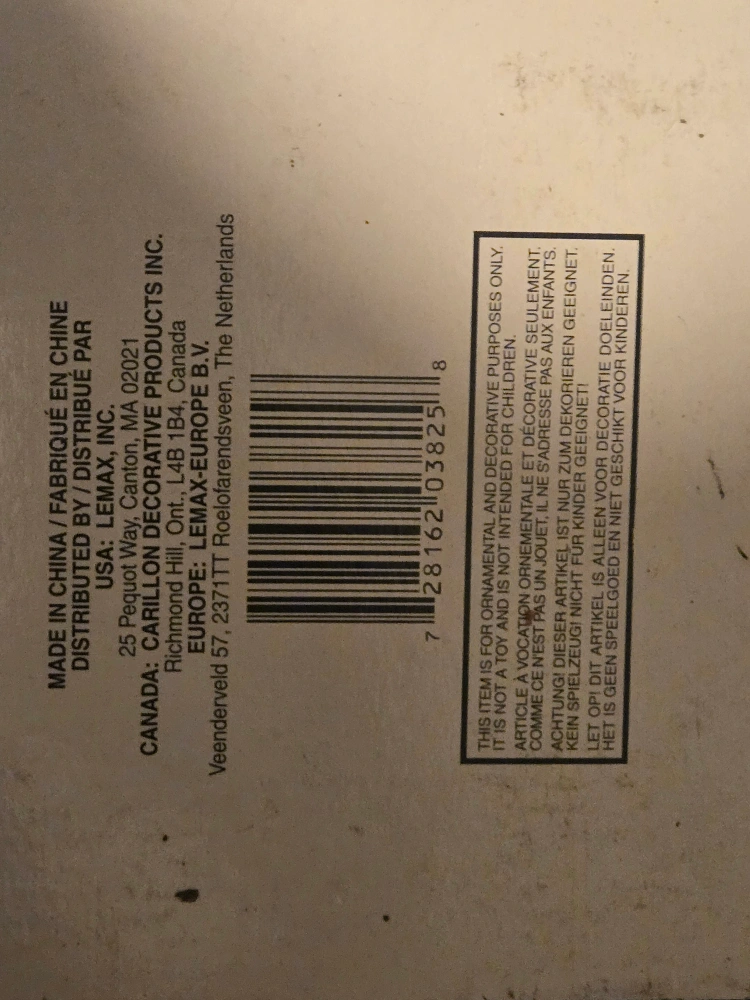 MADE IN CHINA / FABRIQUÉ EN CHINE
DISTRIBUTED BY / DISTRIBUÉ PAR
USA: LEMAX, INC.
25 Pequot Way, Canton, MA 02021
CANADA: CARILLON DECORATIVE PRODUCTS INC.
Richmond Hill, Ont., L4B 1B4, Canada
EUROPE: LEMAX-EUROPE B.V.
Veenderveld 57, 2371TT Roelofarendsveen, The Netherlands
7 28162 03825 8
THIS ITEM IS FOR ORNAMENTAL AND DECORATIVE PURPOSES ONLY.
IT IS NOT A TOY AND IS NOT INTENDED FOR CHILDREN.
ARTICLE À VOCATION ORNEMENTALE ET DÉCORATIVE SEULEMENT.
COMME CE N'EST PAS UN JOUET, IL NE S'ADRESSE PAS AUX ENFANTS.
ACHTUNG! DIESER ARTIKEL IST NUR ZUM DEKORIEREN GEEIGNET.
KEIN SPIELZEUG! NICHT FUR KINDER GEEIGNET!
LET OP! DIT ARTIKEL IS ALLEEN VOOR DECORATIE DOELEINDEN.
HET IS GEEN SPEELGOED EN NIET GESCHIKT VOOR KINDEREN.